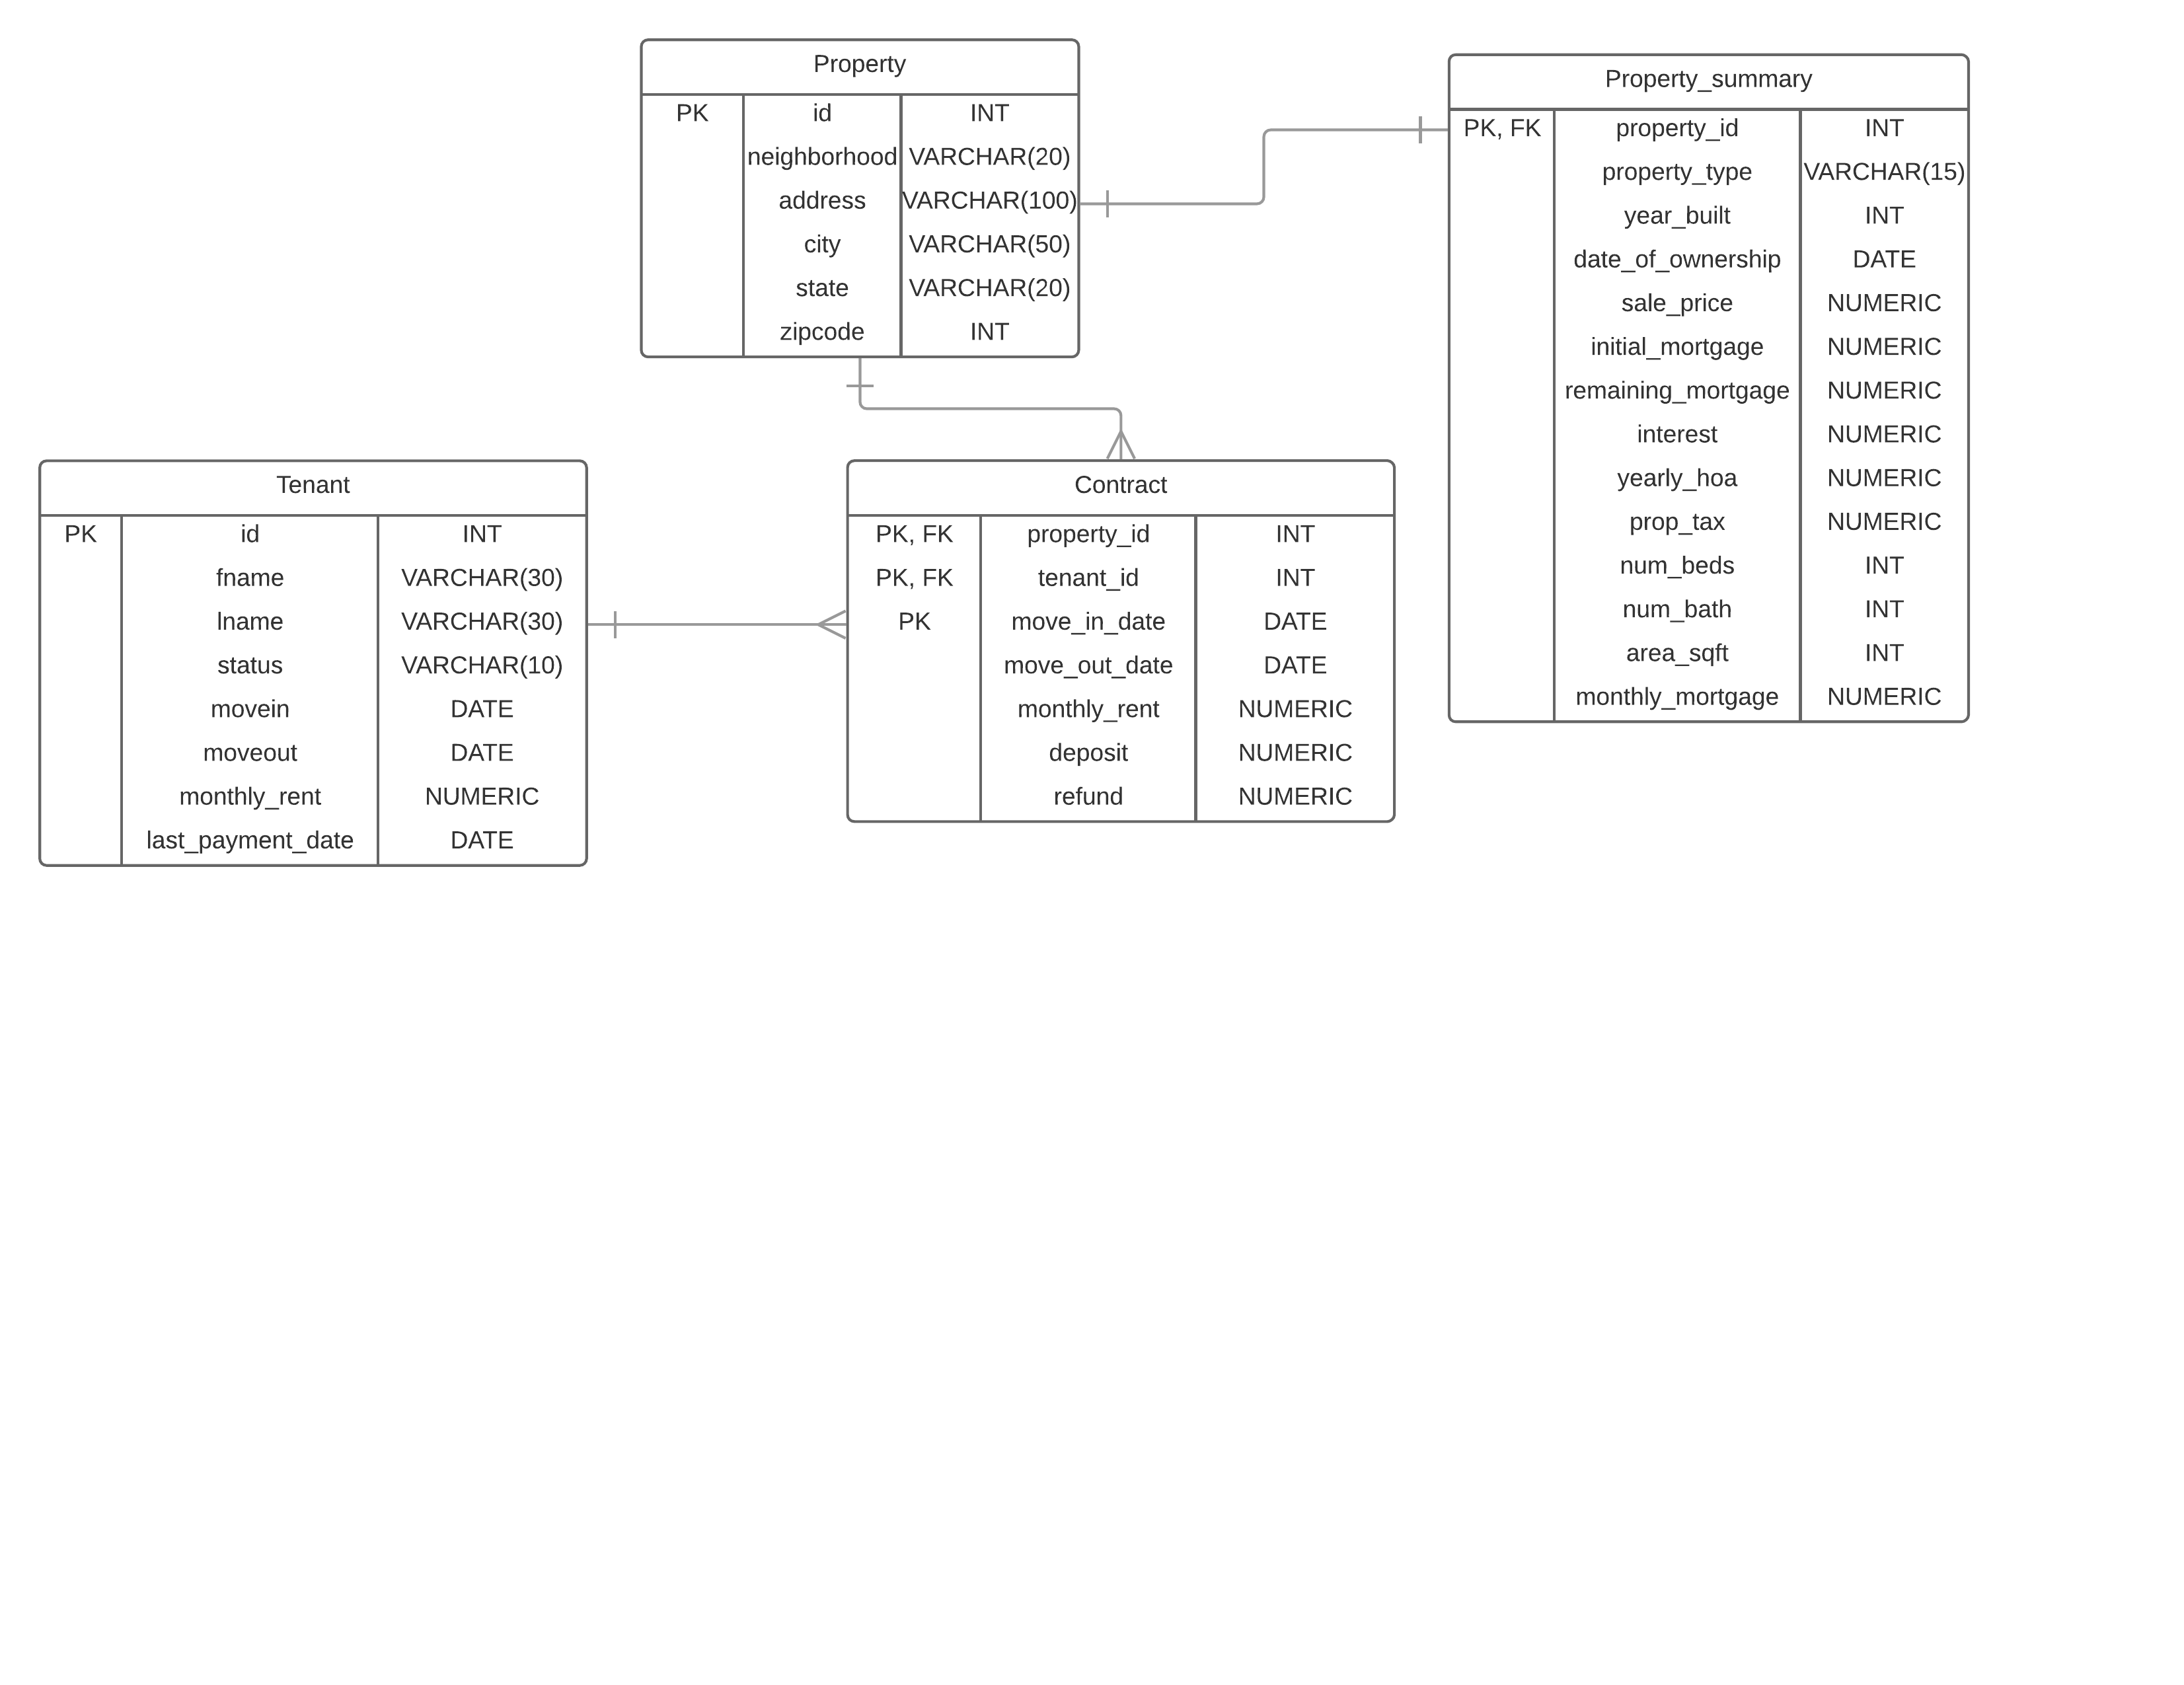 Property
PK id INT
neighborhood VARCHAR(20)
address VARCHAR(100)
city VARCHAR(50)
state VARCHAR(20)
zipcode INT
Property_summary
PK, FK property_id INT
property_type VARCHAR(15)
year_built INT
date_of_ownership DATE
sale_price NUMERIC
initial_mortgage NUMERIC
remaining_mortgage NUMERIC
interest NUMERIC
yearly_hoa NUMERIC
prop_tax NUMERIC
num_beds INT
num_bath INT
area_sqft INT
monthly_mortgage NUMERIC
Tenant
PK id INT
fname VARCHAR(30)
lname VARCHAR(30)
status VARCHAR(10)
movein DATE
moveout DATE
monthly_rent NUMERIC
last_payment_date DATE
Contract
PK, FK property_id INT
PK, FK tenant_id INT
PK move_in_date DATE
move_out_date DATE
monthly_rent NUMERIC
deposit NUMERIC
refund NUMERIC